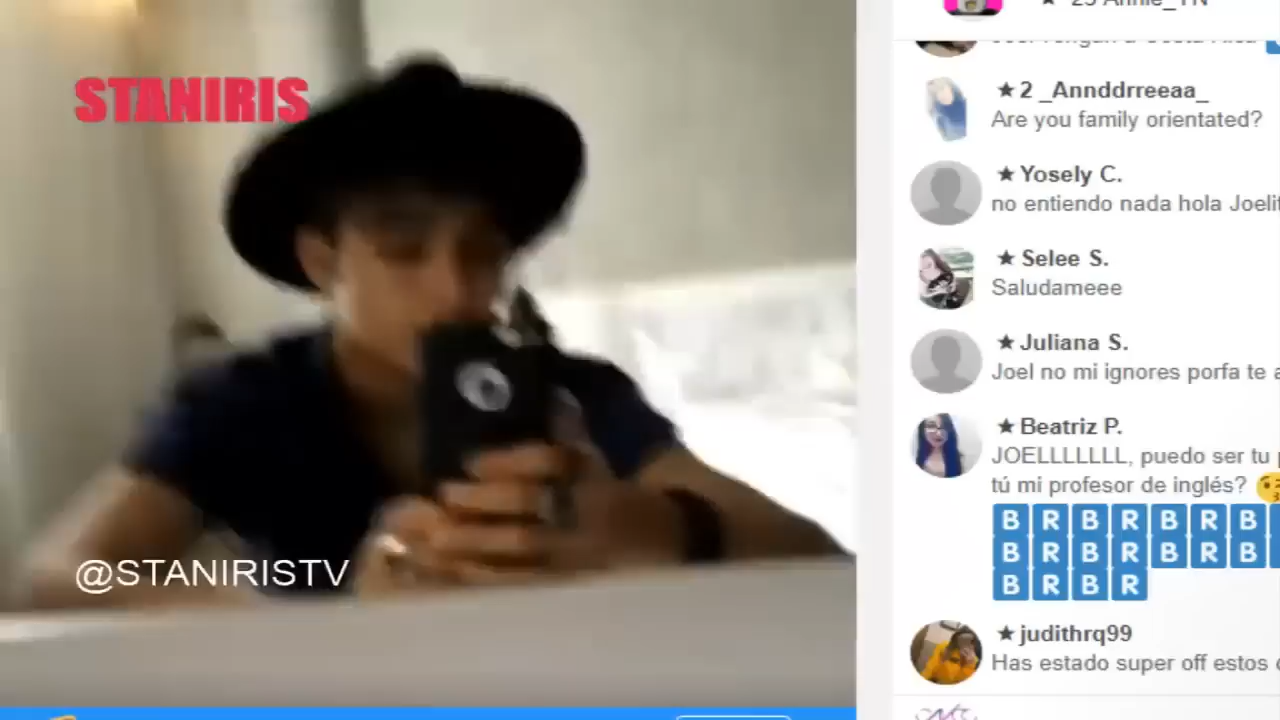 STANIRIS
@STANIRISTV
★ 2 _Annddrreeaa_
Are you family orientated?
★ Yosely C.
no entiendo nada hola
★ Selee S.
Saludameee
★ Juliana S.
Joel no mi ignores porfa te
★ Beatriz P.
JOELLLLLLL, puedo ser tu
tú mi profesor de inglés?
B R B R B R B
B R B R B R B
B R B R
★ judithrq99
Has estado super off estos